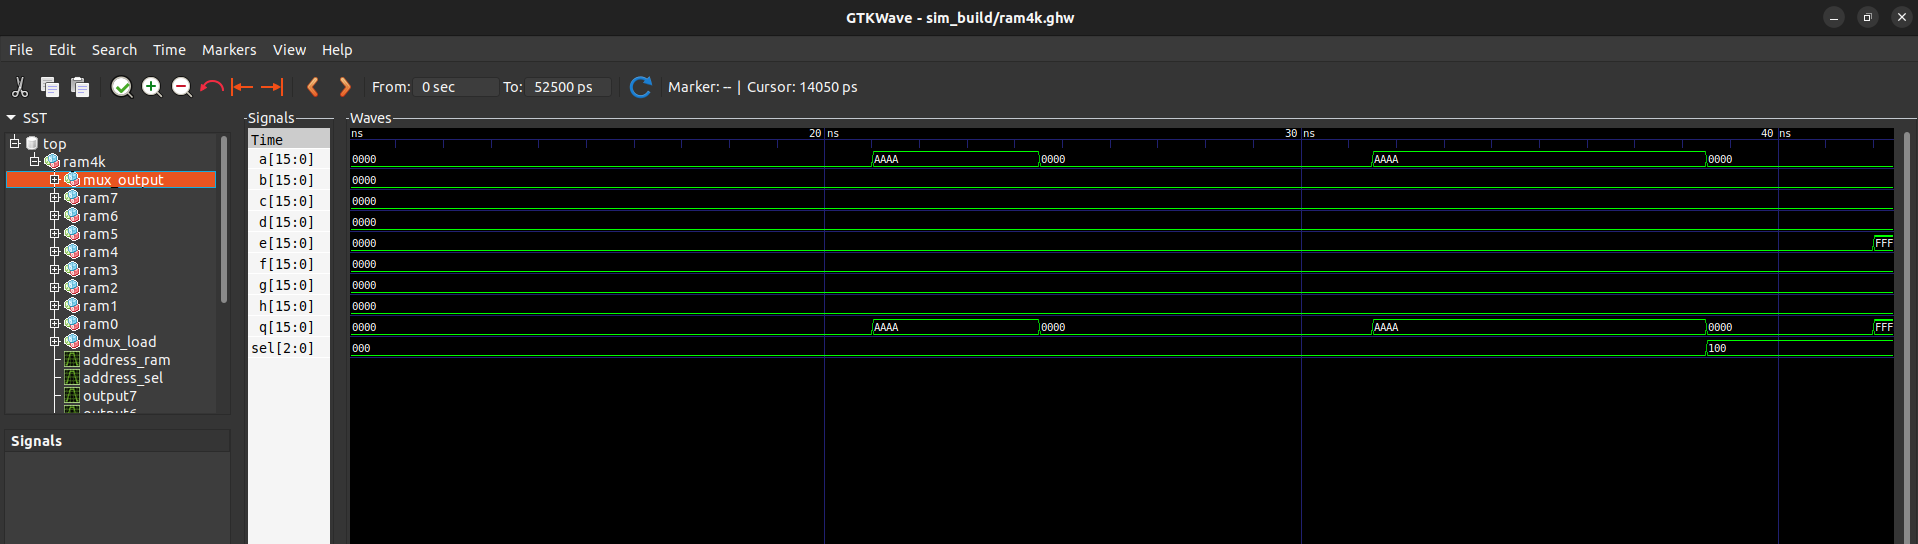 GTKWave - sim_build/ram4k.ghw
File Edit Search Time Markers View Help
From: 0 sec To: 52500 ps Marker: -- | Cursor: 14050 ps
SST
top
ram4k
mux_output
ram7
ram6
ram5
ram4
ram3
ram2
ram1
ram0
dmux_load
address_ram
address_sel
output7
output6
Signals
Signals
Time
a[15:0]
b[15:0]
c[15:0]
d[15:0]
e[15:0]
f[15:0]
g[15:0]
h[15:0]
q[15:0]
sel[2:0]
Waves
ns 20 ns 30 ns 40 ns
0000 AAAA 0000 AAAA 0000
0000
0000
0000
0000 FFF
0000
0000
0000
0000 AAAA 0000 AAAA 0000 FFF
000 100